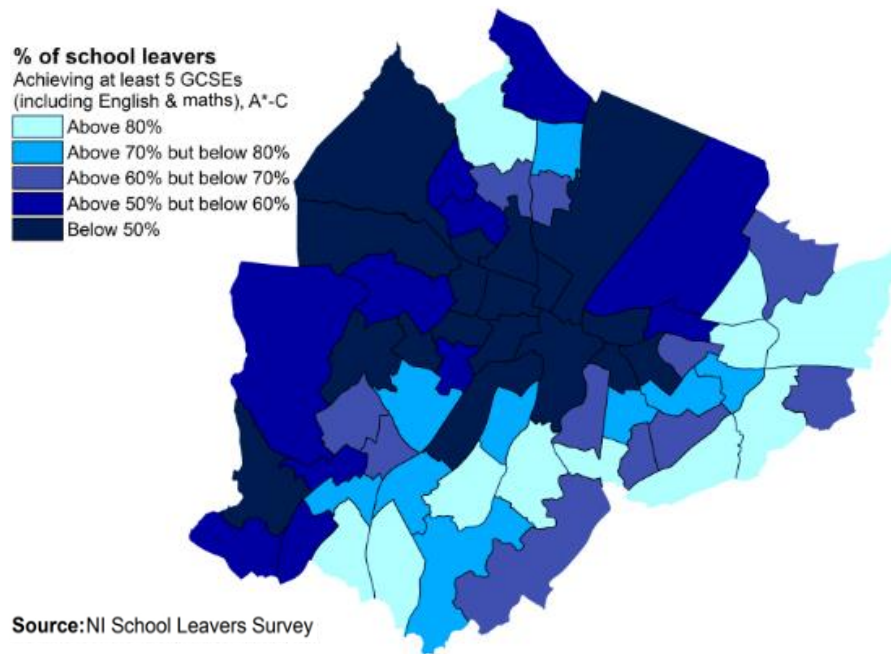 % of school leavers
Achieving at least 5 GCSEs
(including English & maths), A*-C
Above 80%
Above 70% but below 80%
Above 60% but below 70%
Above 50% but below 60%
Below 50%
Source:NI School Leavers Survey